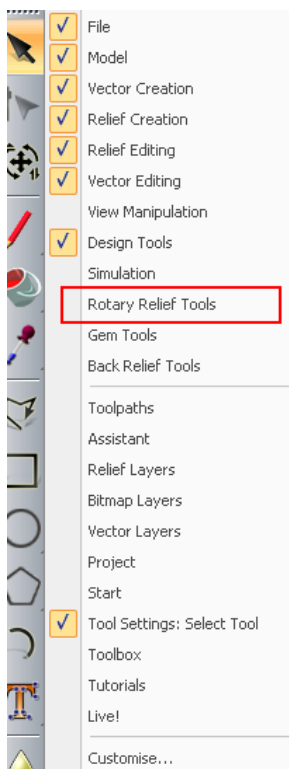 File
Model
Vector Creation
Relief Creation
Relief Editing
Vector Editing
View Manipulation
Design Tools
Simulation
Rotary Relief Tools
Gem Tools
Back Relief Tools
Toolpaths
Assistant
Relief Layers
Bitmap Layers
Vector Layers
Project
Start
Tool Settings: Select Tool
Toolbox
Tutorials
T
Live!
Customise...